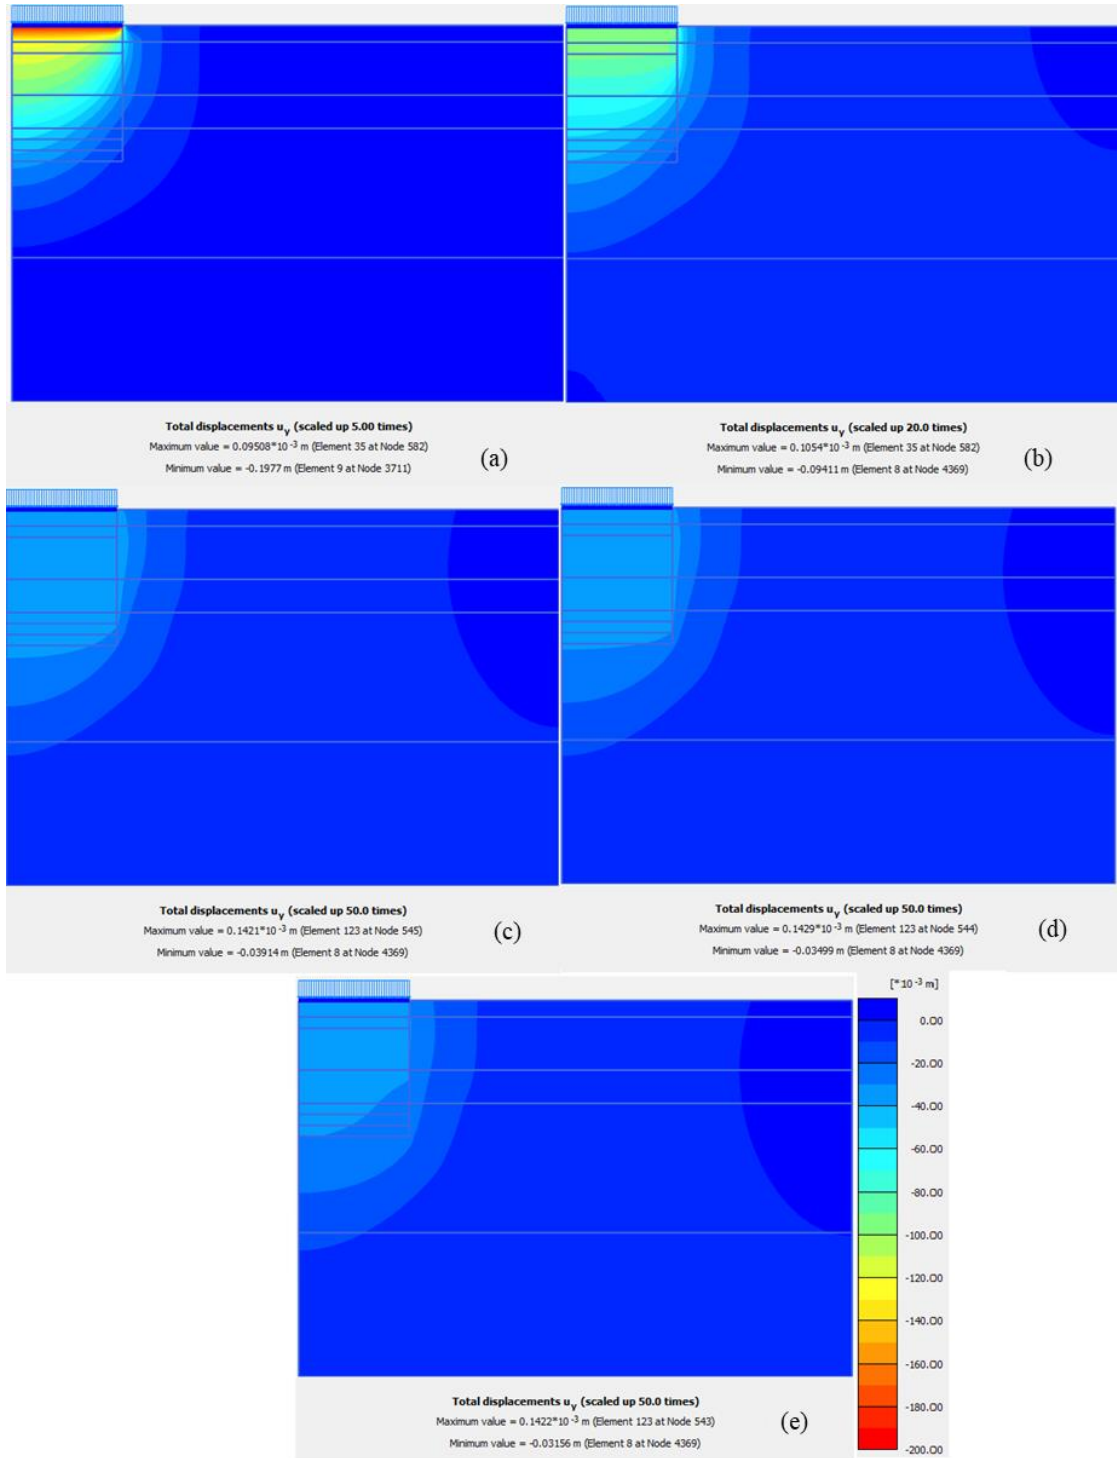 Total displacements u_y (scaled up 5.00 times)
Maximum value = 0.09508*10^-3 m (Element 35 at Node 582)
Minimum value = -0.1977 m (Element 9 at Node 3711)
(a)
Total displacements u_y (scaled up 20.0 times)
Maximum value = 0.1054*10^-3 m (Element 35 at Node 582)
Minimum value = -0.09411 m (Element 8 at Node 4369)
(b)
Total displacements u_y (scaled up 50.0 times)
Maximum value = 0.1421*10^-3 m (Element 123 at Node 545)
Minimum value = -0.03914 m (Element 8 at Node 4369)
(c)
Total displacements u_y (scaled up 50.0 times)
Maximum value = 0.1429*10^-3 m (Element 123 at Node 544)
Minimum value = -0.03499 m (Element 8 at Node 4369)
(d)
[*10^-3 m]
0.00
-20.00
-40.00
-60.00
-80.00
-100.00
-120.00
-140.00
-160.00
-180.00
-200.00
Total displacements u_y (scaled up 50.0 times)
Maximum value = 0.1422*10^-3 m (Element 123 at Node 543)
Minimum value = -0.03156 m (Element 8 at Node 4369)
(e)